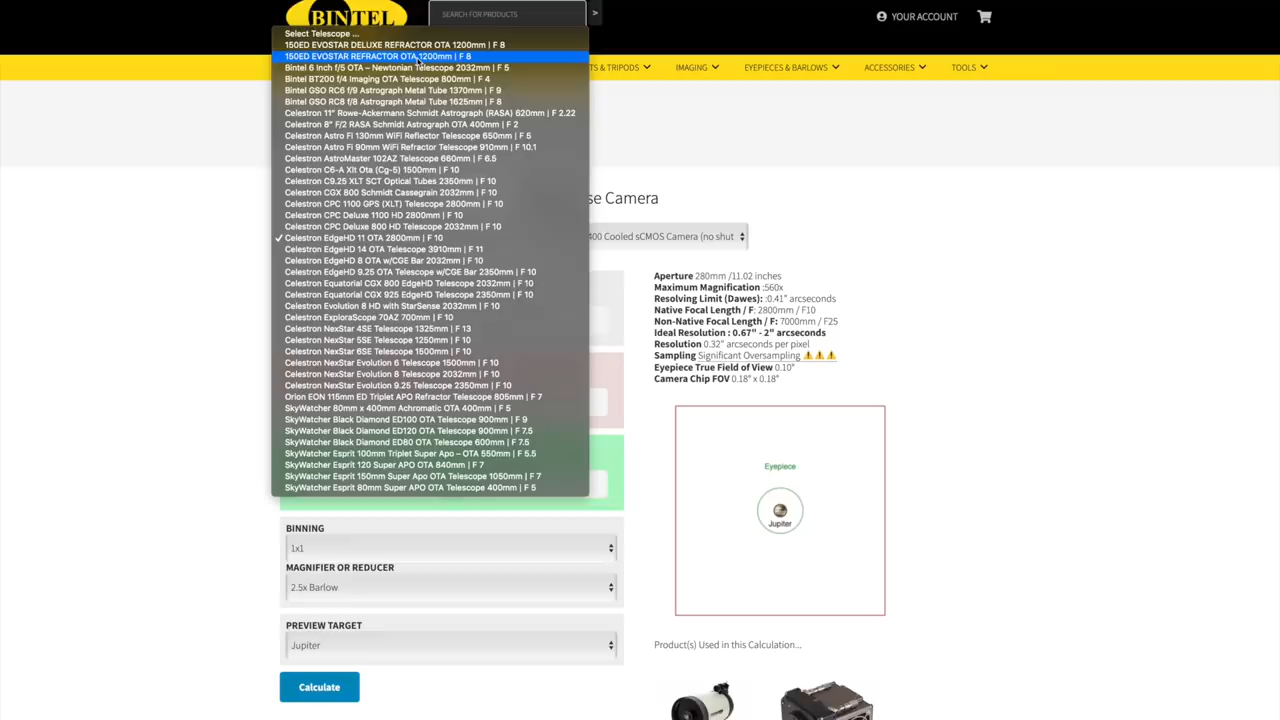 BINTEL
SEARCH FOR PRODUCTS
>
YOUR ACCOUNT
TS & TRIPODS
IMAGING
EYEPIECES & BARLOWS
ACCESSORIES
TOOLS
Select Telescope ...
150ED EVOSTAR DELUXE REFRACTOR OTA 1200mm | F 8
150ED EVOSTAR REFRACTOR OTA 1200mm | F 8
Bintel 6 Inch f/5 OTA – Newtonian Telescope 2032mm | F 5
Bintel BT200 f/4 Imaging OTA Telescope 800mm | F 4
Bintel GSO RC6 f/9 Astrograph Metal Tube 1370mm | F 9
Bintel GSO RC8 f/8 Astrograph Metal Tube 1625mm | F 8
Celestron 11" Rowe-Ackermann Schmidt Astrograph (RASA) 620mm | F 2.22
Celestron 8" F/2 RASA Schmidt Astrograph OTA 400mm | F 2
Celestron Astro Fi 130mm WiFi Reflector Telescope 650mm | F 5
Celestron Astro Fi 90mm WiFi Refractor Telescope 910mm | F 10.1
Celestron AstroMaster 102AZ Telescope 660mm | F 6.5
Celestron C6-A Xlt Ota (Cg-5) 1500mm | F 10
Celestron C9.25 XLT SCT Optical Tubes 2350mm | F 10
Celestron CGX 800 Schmidt Cassegrain 2032mm | F 10
Celestron CPC 1100 GPS (XLT) Telescope 2800mm | F 10
Celestron CPC Deluxe 1100 HD 2800mm | F 10
Celestron CPC Deluxe 800 HD Telescope 2032mm | F 10
✓ Celestron EdgeHD 11 OTA 2800mm | F 10
Celestron EdgeHD 14 OTA Telescope 3910mm | F 11
Celestron EdgeHD 8 OTA w/CGE Bar 2032mm | F 10
Celestron EdgeHD 9.25 OTA Telescope w/CGE Bar 2350mm | F 10
Celestron Equatorial CGX 800 EdgeHD Telescope 2032mm | F 10
Celestron Equatorial CGX 925 EdgeHD Telescope 2350mm | F 10
Celestron Evolution 8 HD with StarSense 2032mm | F 10
Celestron ExploraScope 70AZ 700mm | F 10
Celestron NexStar 4SE Telescope 1325mm | F 13
Celestron NexStar 5SE Telescope 1250mm | F 10
Celestron NexStar 6SE Telescope 1500mm | F 10
Celestron NexStar Evolution 6 Telescope 1500mm | F 10
Celestron NexStar Evolution 8 Telescope 2032mm | F 10
Celestron NexStar Evolution 9.25 Telescope 2350mm | F 10
Orion EON 115mm ED Triplet APO Refractor Telescope 805mm | F 7
SkyWatcher 80mm x 400mm Achromatic OTA 400mm | F 5
SkyWatcher Black Diamond ED100 OTA Telescope 900mm | F 9
SkyWatcher Black Diamond ED120 OTA Telescope 900mm | F 7.5
SkyWatcher Black Diamond ED80 OTA Telescope 600mm | F 7.5
SkyWatcher Esprit 100mm Triplet Super Apo – OTA 550mm | F 5.5
SkyWatcher Esprit 120 Super APO OTA 840mm | F 7
SkyWatcher Esprit 150mm Super Apo OTA Telescope 1050mm | F 7
SkyWatcher Esprit 80mm Super APO OTA Telescope 400mm | F 5
se Camera
400 Cooled sCMOS Camera (no shut
Aperture 280mm /11.02 inches
Maximum Magnification :560x
Resolving Limit (Dawes): :0.41" arcseconds
Native Focal Length / F: 2800mm / F10
Non-Native Focal Length / F: 7000mm / F25
Ideal Resolution : 0.67" - 2" arcseconds
Resolution 0.32" arcseconds per pixel
Sampling Significant Oversampling
Eyepiece True Field of View 0.10°
Camera Chip FOV 0.18° x 0.18°
Eyepiece
Jupiter
BINNING
1x1
MAGNIFIER OR REDUCER
2.5x Barlow
PREVIEW TARGET
Jupiter
Calculate
Product(s) Used in this Calculation...